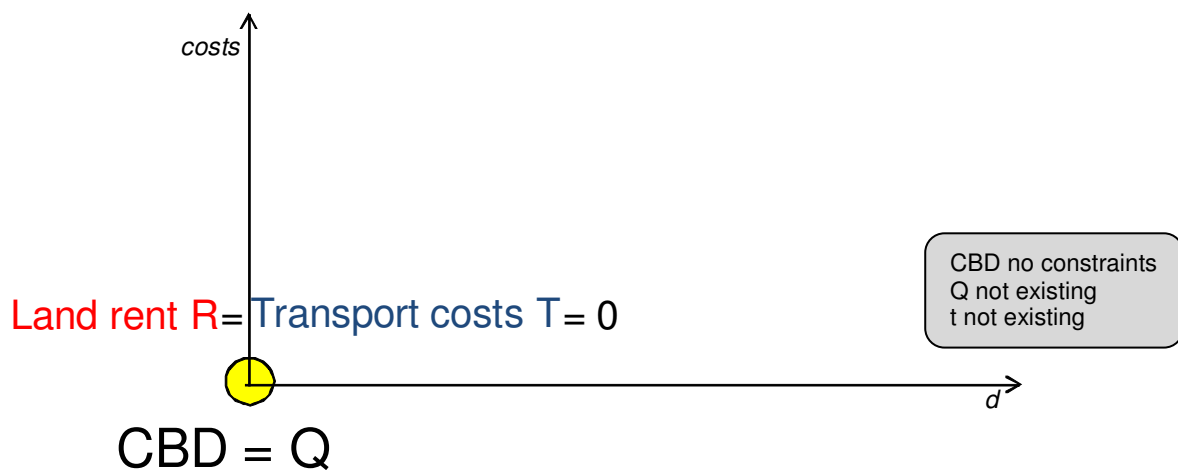 costs
CBD no constraints
Q not existing
t not existing
Land rent R= Transport costs T= 0
d
CBD = Q